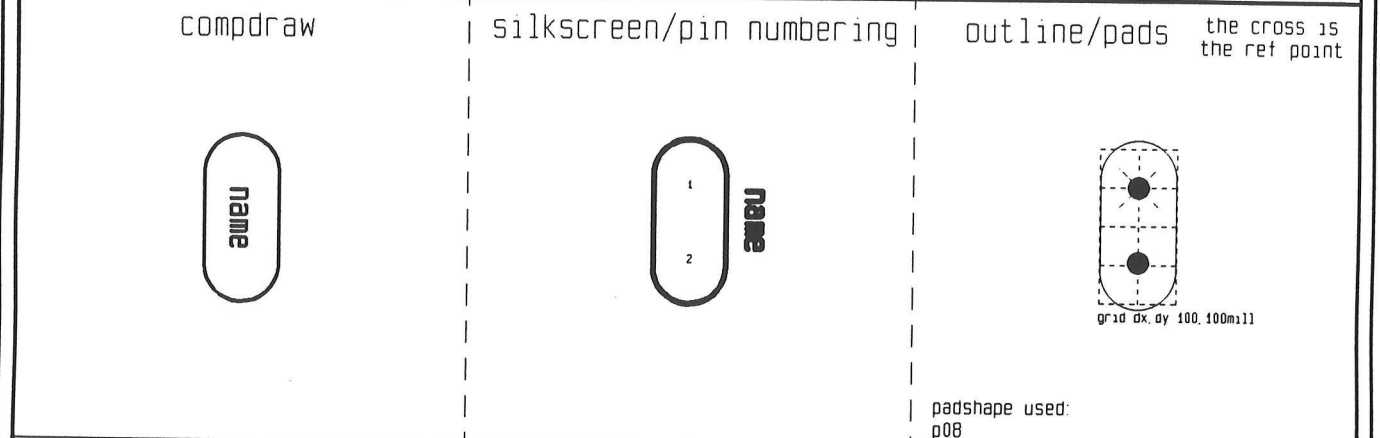 compdraw
silkscreen/pin numbering
outline/pads
the cross is
the ref point
name
1
2
name
grid dx,dy 100,100mill
padshape used:
p08